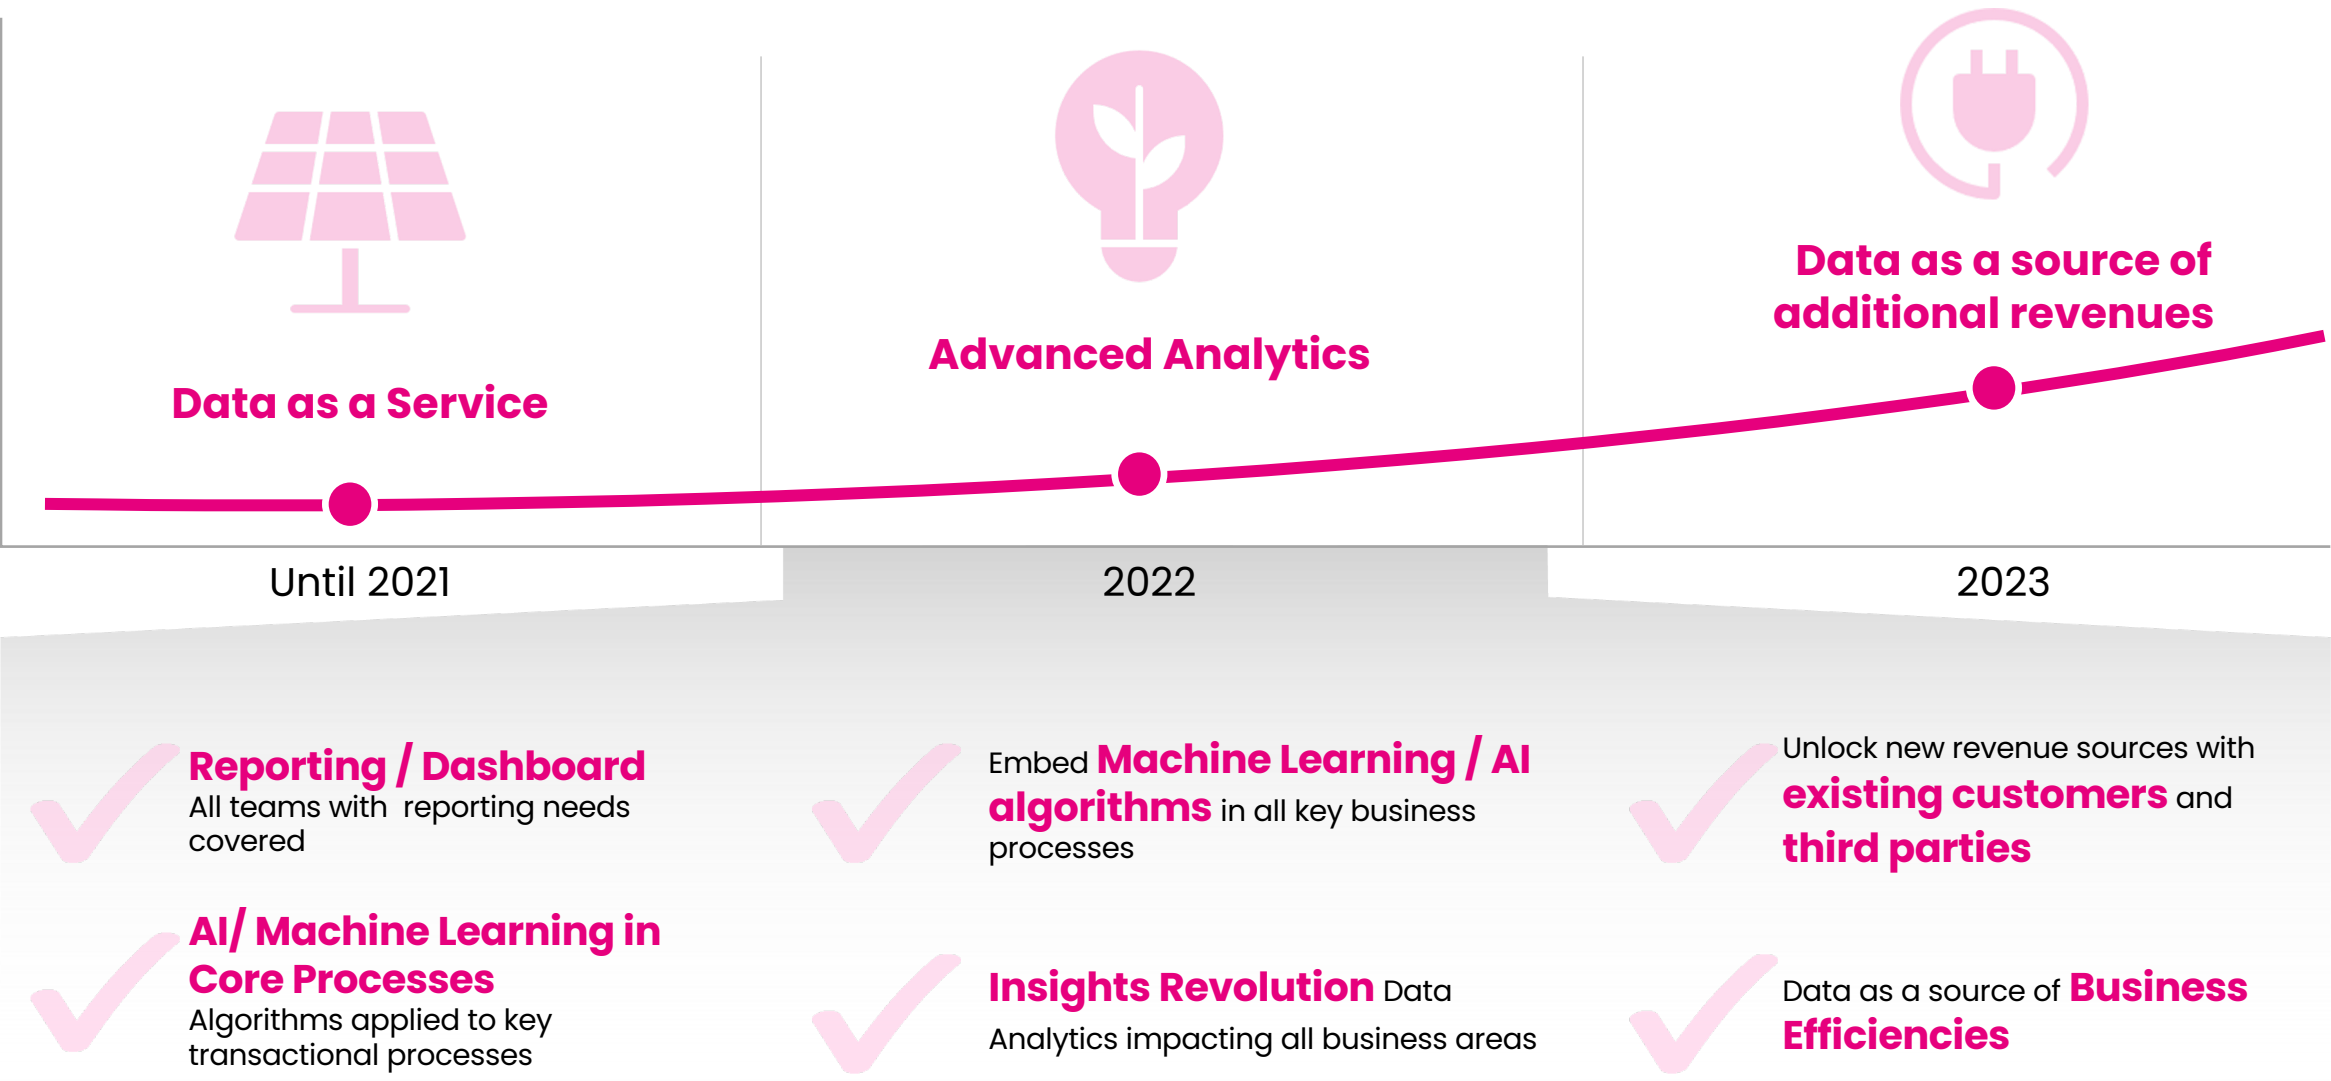 Data as a Service
Advanced Analytics
Data as a source of
additional revenues
Until 2021
2022
2023
Reporting / Dashboard
All teams with  reporting needs
covered
AI/ Machine Learning in
Core Processes
Algorithms applied to key
transactional processes
Embed Machine Learning / AI
algorithms in all key business
processes
Insights Revolution Data
Analytics impacting all business areas
Unlock new revenue sources with
existing customers and
third parties
Data as a source of Business
Efficiencies